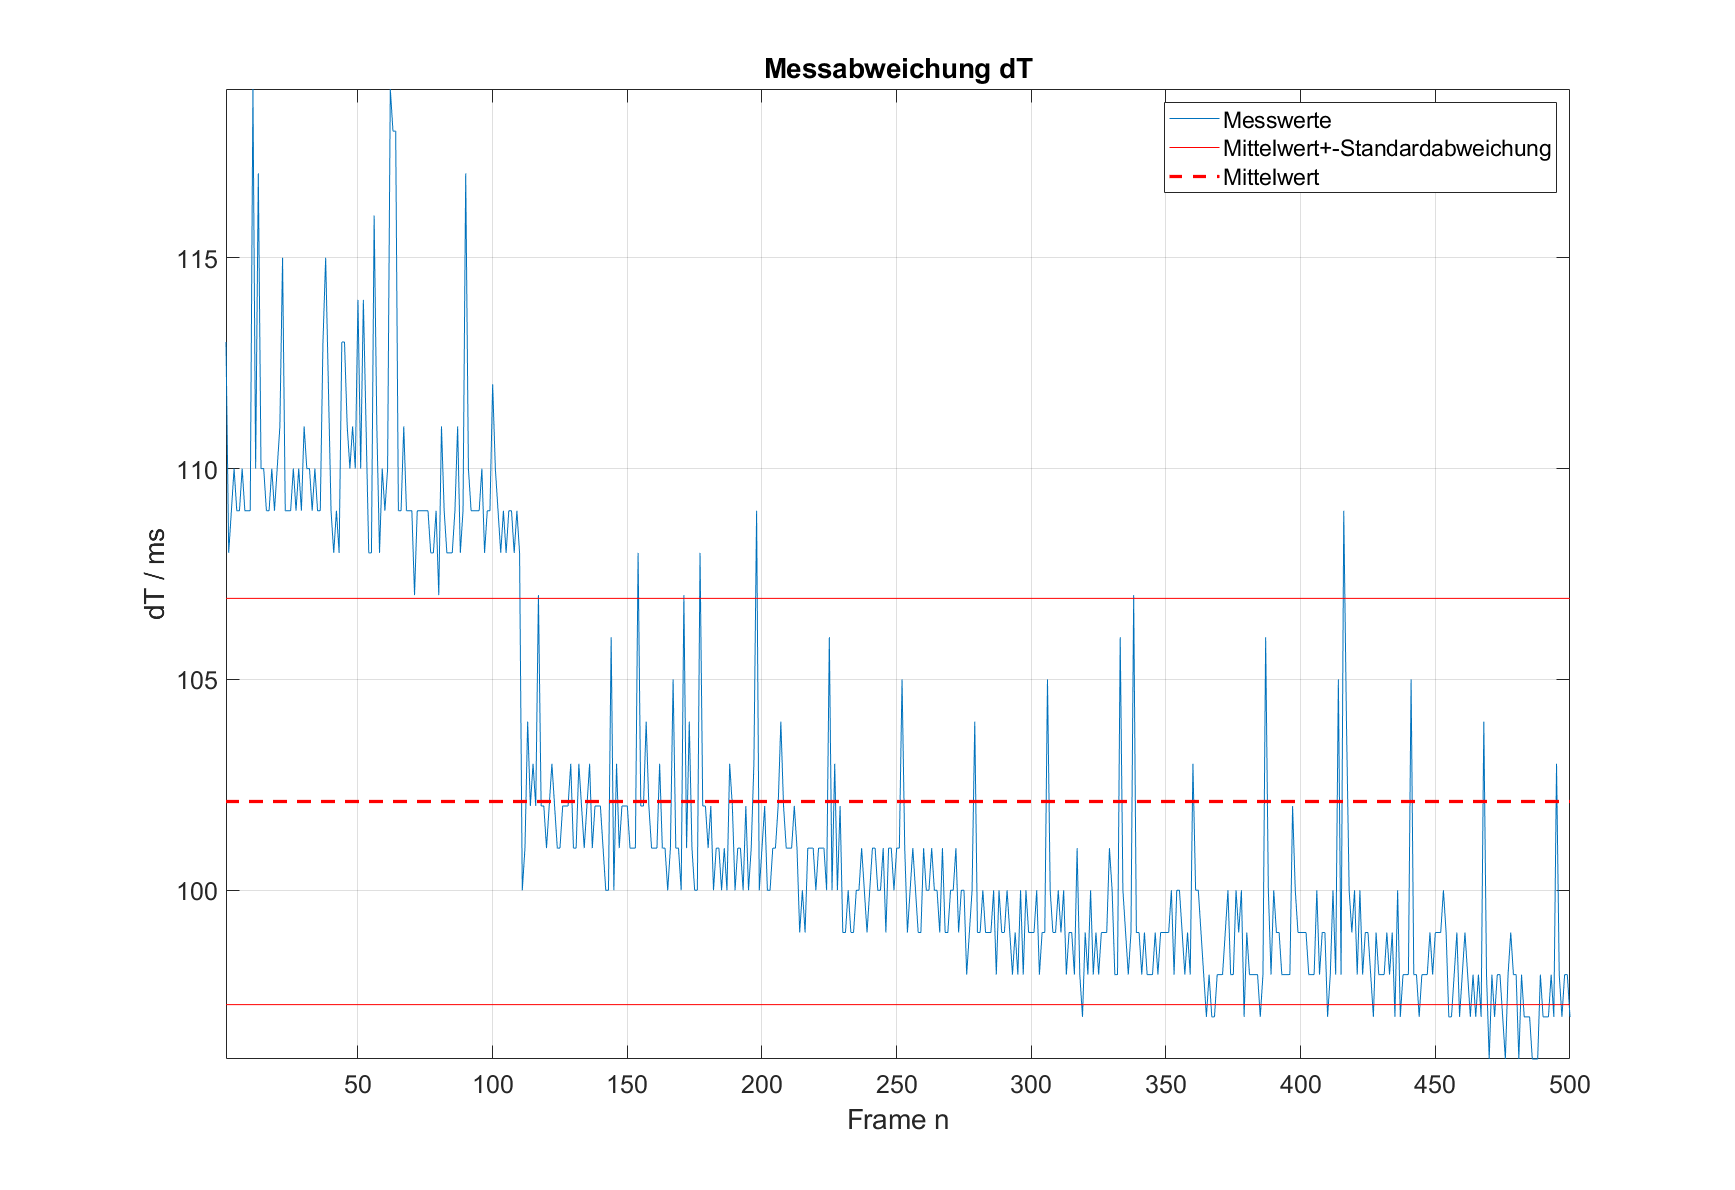 Messabweichung dT
Messwerte
Mittelwert+-Standardabweichung
Mittelwert
115
110
105
100
dT / ms
50 100 150 200 250 300 350 400 450 500
Frame n